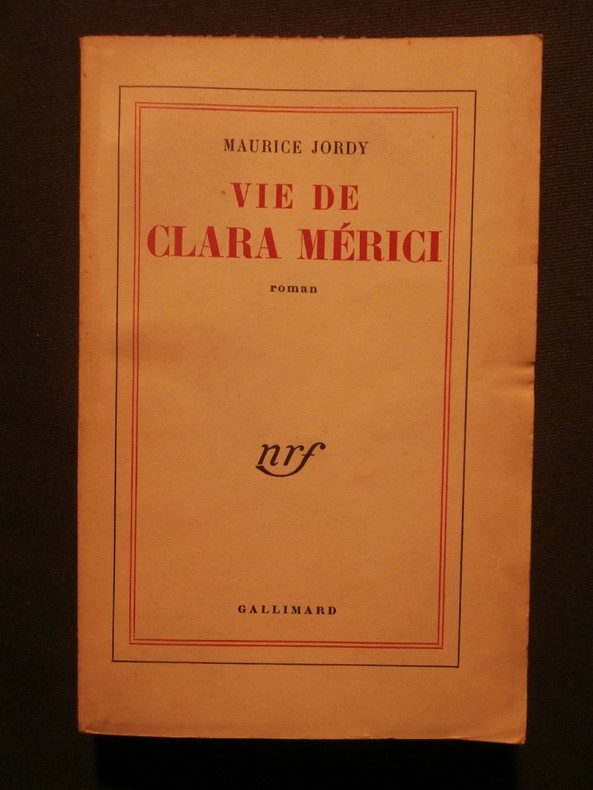 MAURICE JORDY
VIE DE
CLARA MÉRICI
roman
nrf
GALLIMARD